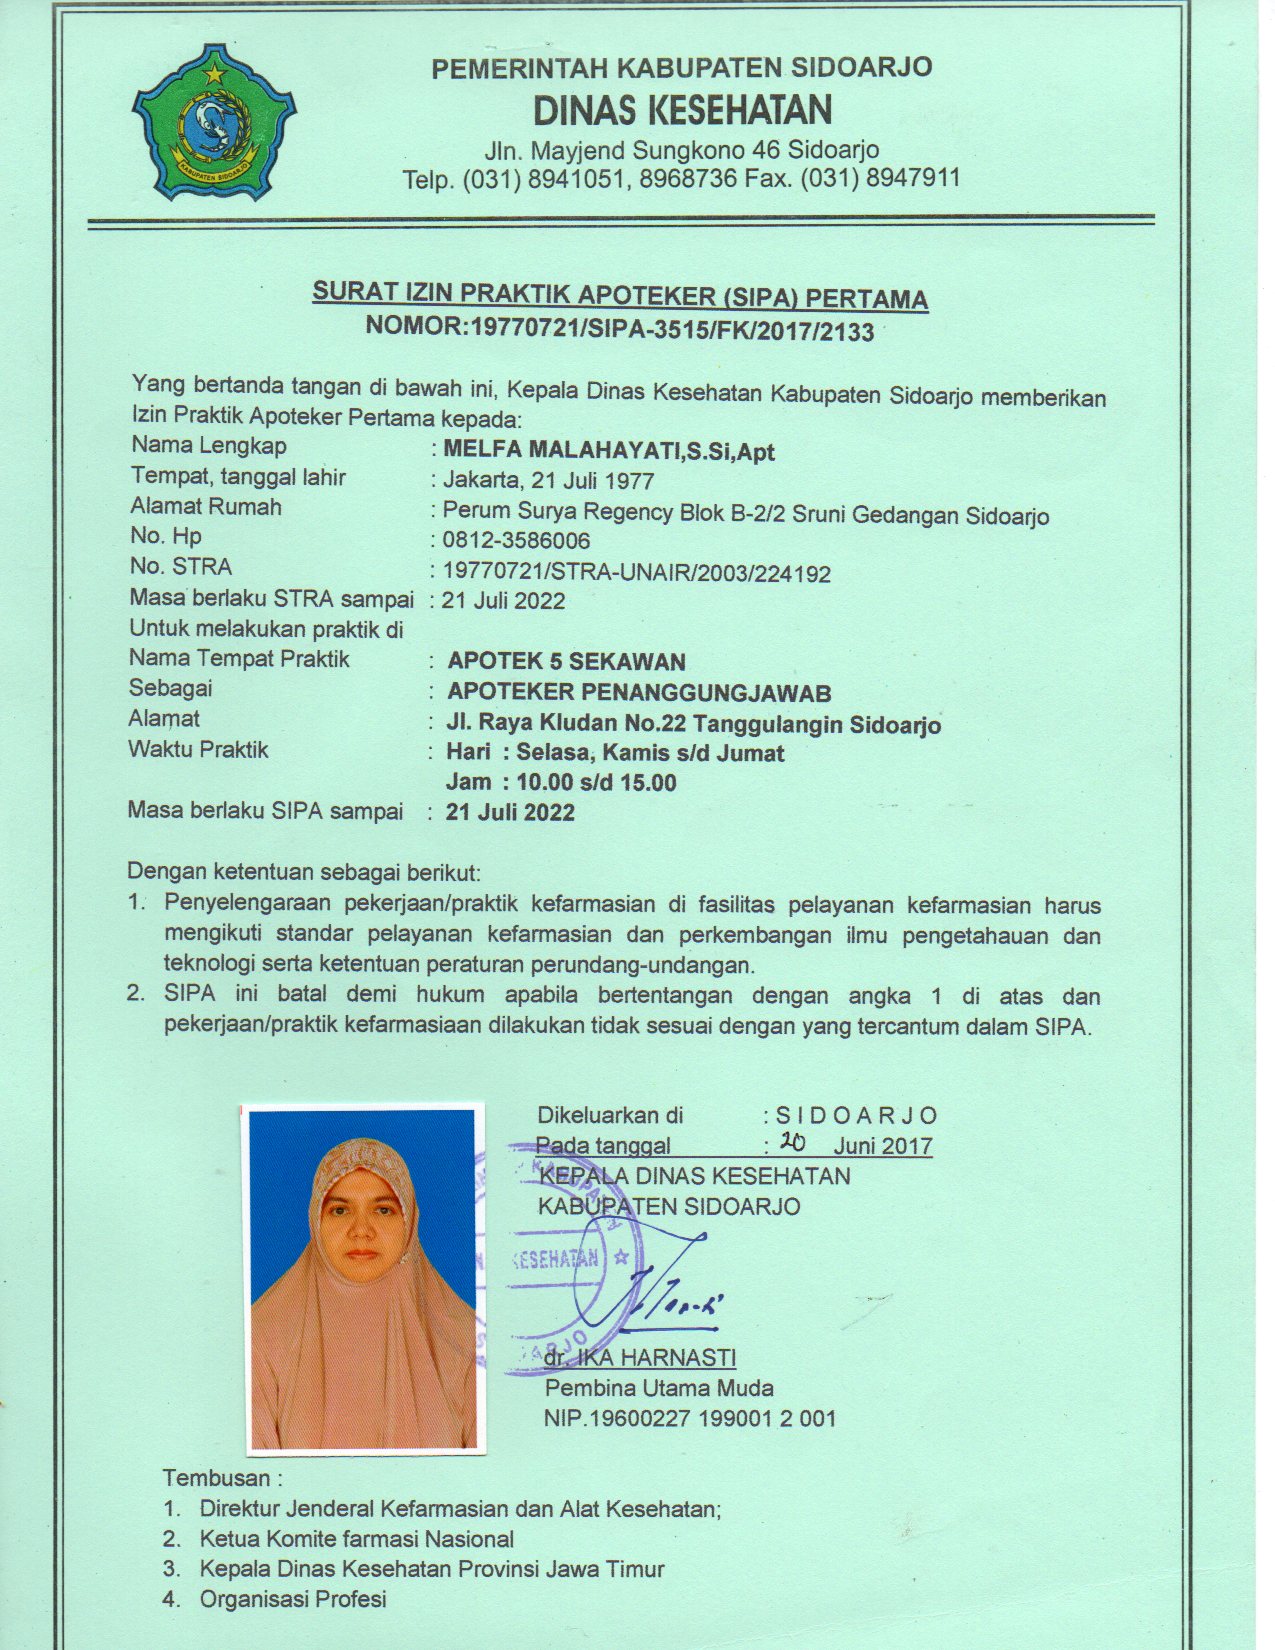 PEMERINTAH KABUPATEN SIDOARJO
DINAS KESEHATAN
Jln. Mayjend Sungkono 46 Sidoarjo
Telp. (031) 8941051, 8968736 Fax. (031) 8947911
KABUPATEN SIDOARJO
SURAT IZIN PRAKTIK APOTEKER (SIPA) PERTAMA
NOMOR:19770721/SIPA-3515/FK/2017/2133
Yang bertanda tangan di bawah ini, Kepala Dinas Kesehatan Kabupaten Sidoarjo memberikan
Izin Praktik Apoteker Pertama kepada:
Nama Lengkap : MELFA MALAHAYATI,S.Si,Apt
Tempat, tanggal lahir : Jakarta, 21 Juli 1977
Alamat Rumah : Perum Surya Regency Blok B-2/2 Sruni Gedangan Sidoarjo
No. Hp : 0812-3586006
No. STRA : 19770721/STRA-UNAIR/2003/224192
Masa berlaku STRA sampai : 21 Juli 2022
Untuk melakukan praktik di
Nama Tempat Praktik : APOTEK 5 SEKAWAN
Sebagai : APOTEKER PENANGGUNGJAWAB
Alamat : Jl. Raya Kludan No.22 Tanggulangin Sidoarjo
Waktu Praktik : Hari : Selasa, Kamis s/d Jumat
Jam : 10.00 s/d 15.00
Masa berlaku SIPA sampai : 21 Juli 2022
Dengan ketentuan sebagai berikut:
1. Penyelengaraan pekerjaan/praktik kefarmasian di fasilitas pelayanan kefarmasian harus
mengikuti standar pelayanan kefarmasian dan perkembangan ilmu pengetahauan dan
teknologi serta ketentuan peraturan perundang-undangan.
2. SIPA ini batal demi hukum apabila bertentangan dengan angka 1 di atas dan
pekerjaan/praktik kefarmasiaan dilakukan tidak sesuai dengan yang tercantum dalam SIPA.
Dikeluarkan di : S I D O A R J O
Pada tanggal : 20 Juni 2017
KEPALA DINAS KESEHATAN
KABUPATEN SIDOARJO
KESEHATAN
dr. IKA HARNASTI
Pembina Utama Muda
NIP.19600227 199001 2 001
Tembusan :
1. Direktur Jenderal Kefarmasian dan Alat Kesehatan;
2. Ketua Komite farmasi Nasional
3. Kepala Dinas Kesehatan Provinsi Jawa Timur
4. Organisasi Profesi